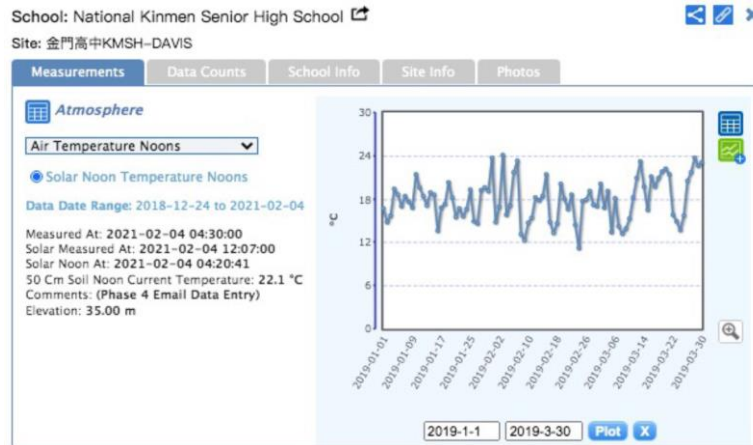 School: National Kinmen Senior High School
Site: 金門高中KMSH-DAVIS
Measurements
Data Counts
School Info
Site Info
Photos
Atmosphere
Air Temperature Noons
Solar Noon Temperature Noons
Data Date Range: 2018-12-24 to 2021-02-04
Measured At: 2021-02-04 04:30:00
Solar Measured At: 2021-02-04 12:07:00
Solar Noon At: 2021-02-04 04:20:41
50 Cm Soil Noon Current Temperature: 22.1 °C
Comments: (Phase 4 Email Data Entry)
Elevation: 35.00 m
30
24
18
12
6
0
°C
2019-01-01
2019-01-09
2019-01-17
2019-01-25
2019-02-02
2019-02-10
2019-02-18
2019-02-26
2019-03-06
2019-03-14
2019-03-22
2019-03-30
2019-1-1
2019-3-30
Plot
X